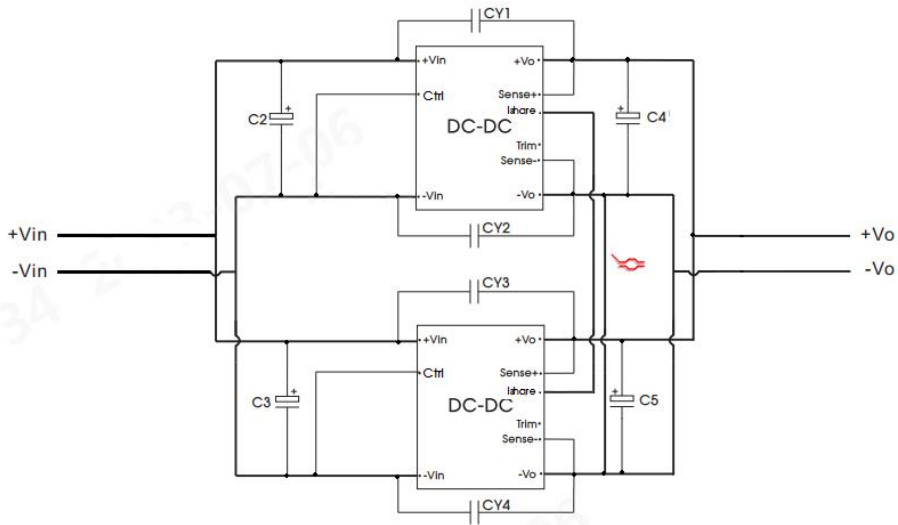 CY1
+Vin
+Vo
Sense+
Ctrl
Ishare
C2
DC-DC
C4
Trim
Sense-
-Vin
-Vo
CY2
+Vin
-Vin
+Vo
-Vo
CY3
+Vin
+Vo
Sense+
Ctrl
Ishare
C3
DC-DC
C5
Trim
Sense-
-Vin
-Vo
CY4